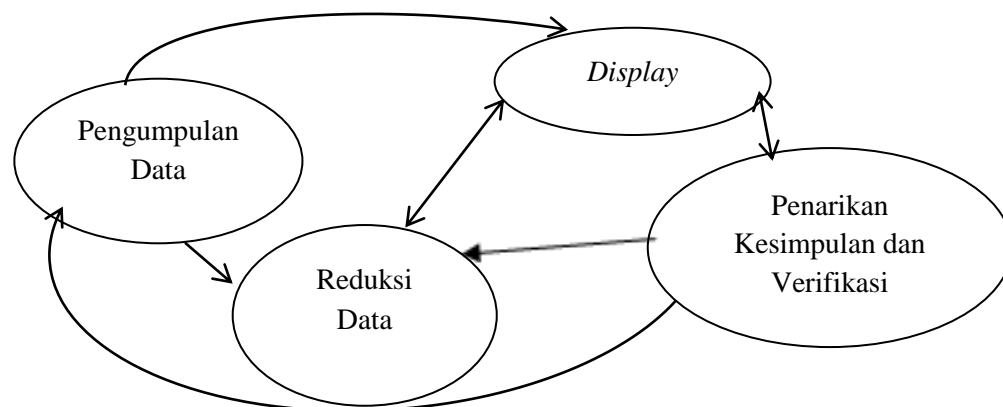 Display
Pengumpulan
Data
Penarikan
Kesimpulan dan
Verifikasi
Reduksi
Data